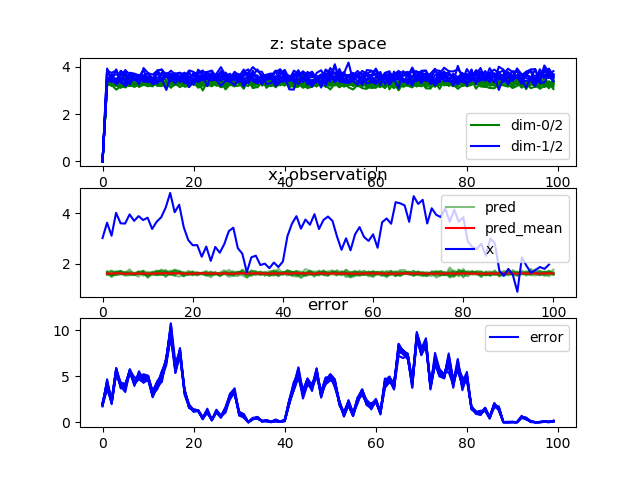 z: state space
4
2
0
dim-0/2
dim-1/2
0 20 40 60 80 100
x: observation
4
2
pred
pred_mean
x
0 20 40 60 80 100
error
10
5
0
error
0 20 40 60 80 100